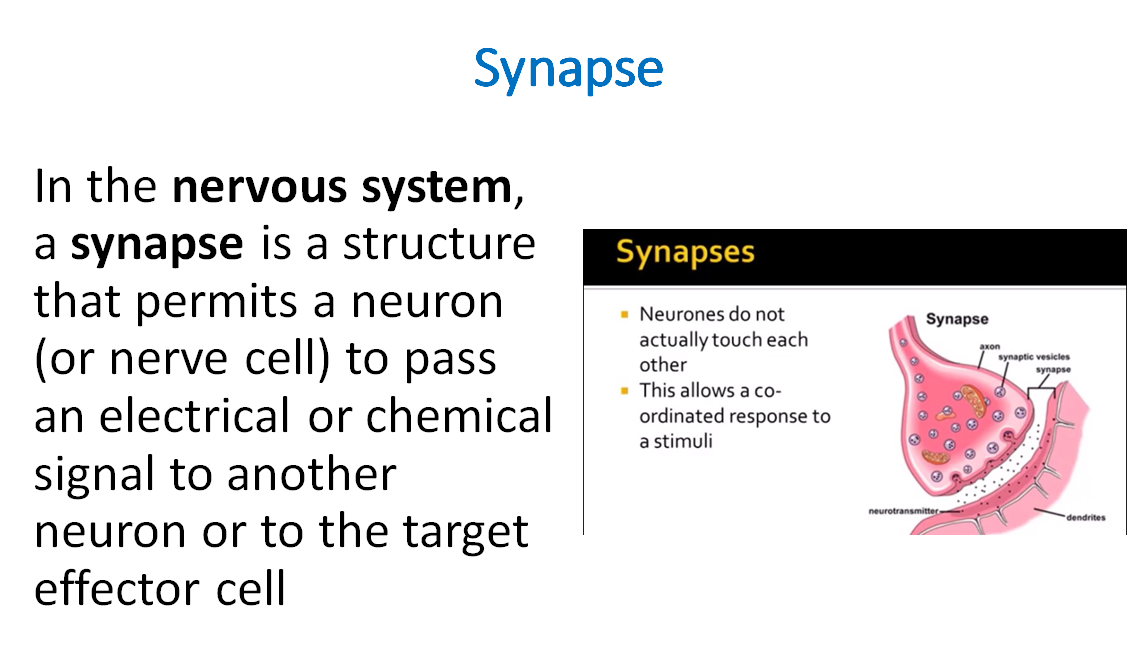 Synapse
In the nervous system,
a synapse is a structure
that permits a neuron
(or nerve cell) to pass
an electrical or chemical
signal to another
neuron or to the target
effector cell
Synapses
Neurones do not
actually touch each
other
This allows a co-
ordinated response to
a stimuli
Synapse
axon
synaptic vesicles
synapse
neurotransmitter
dendrites